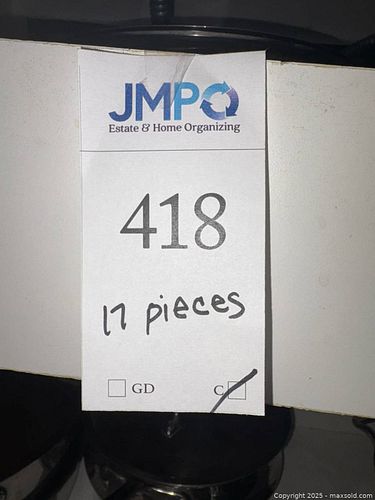 JMPO
Estate & Home Organizing
418
17 pieces
GD C
Copyright 2025 - maxsold.com